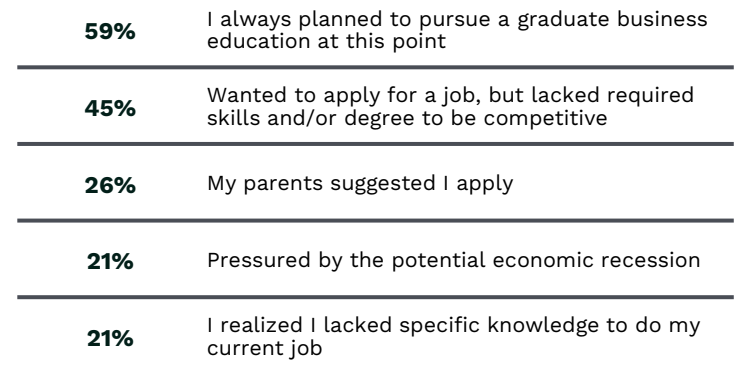 59%
I always planned to pursue a graduate business
education at this point
45%
Wanted to apply for a job, but lacked required
skills and/or degree to be competitive
26%
My parents suggested I apply
21%
Pressured by the potential economic recession
21%
I realized I lacked specific knowledge to do my
current job